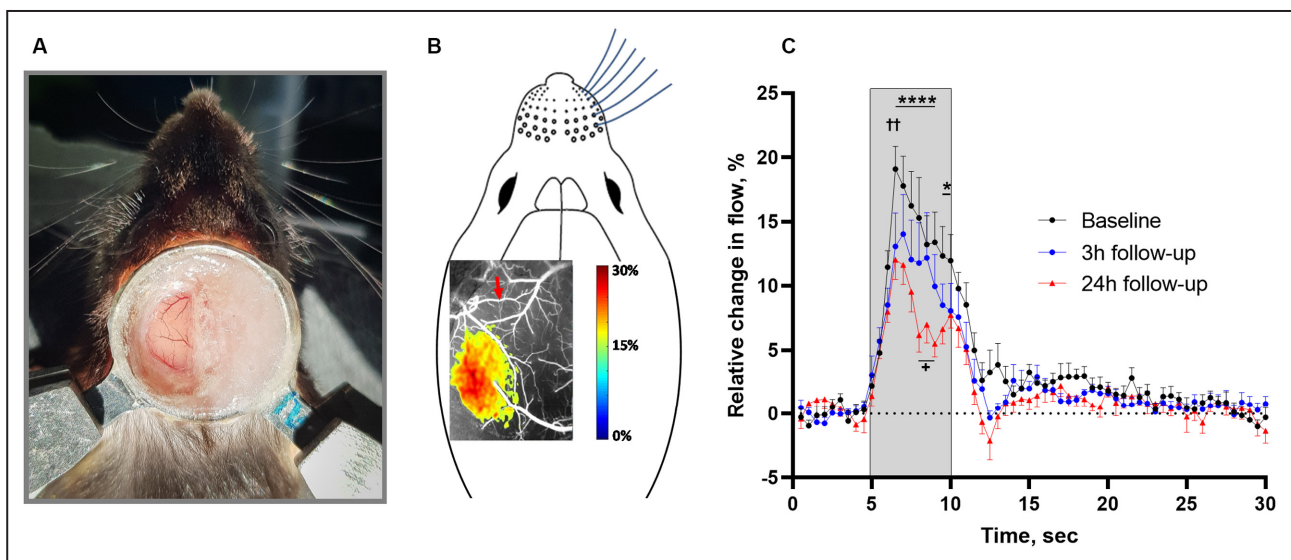 A
B
C
30%
15%
0%
Relative change in flow, %
25
20
15
10
5
0
-5
****
††
*
+
Baseline
3h follow-up
24h follow-up
0 5 10 15 20 25 30
Time, sec